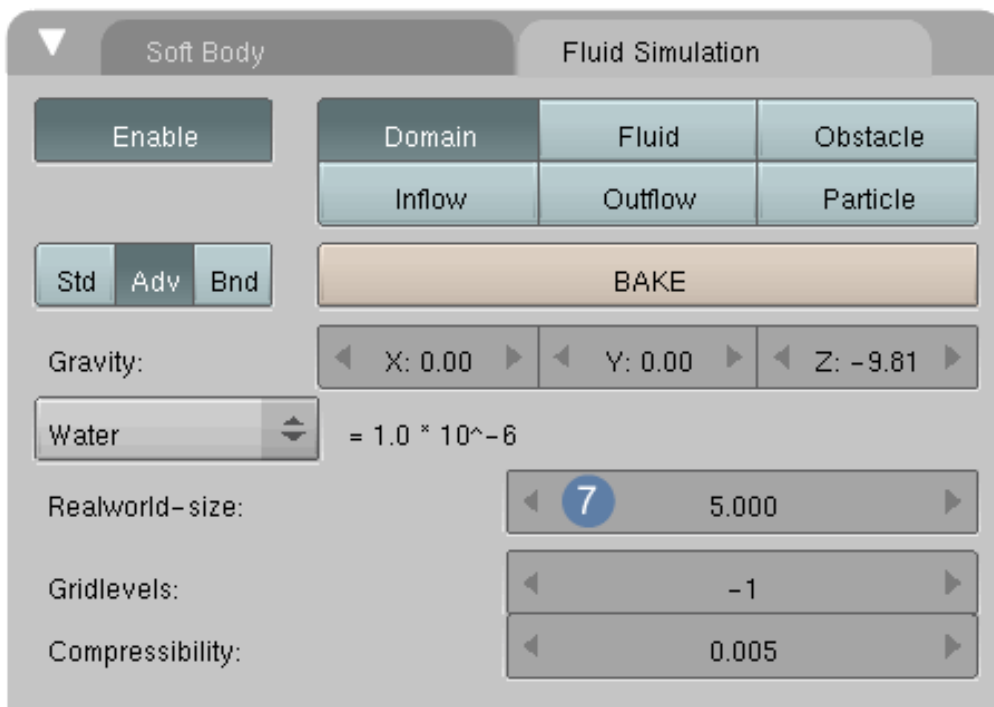 Soft Body Fluid Simulation
Enable Domain Fluid Obstacle
Inflow Outflow Particle
Std Adv Bnd BAKE
Gravity: X: 0.00 Y: 0.00 Z: -9.81
Water = 1.0 * 10^-6
Realworld-size: 7 5.000
Gridlevels: -1
Compressibility: 0.005